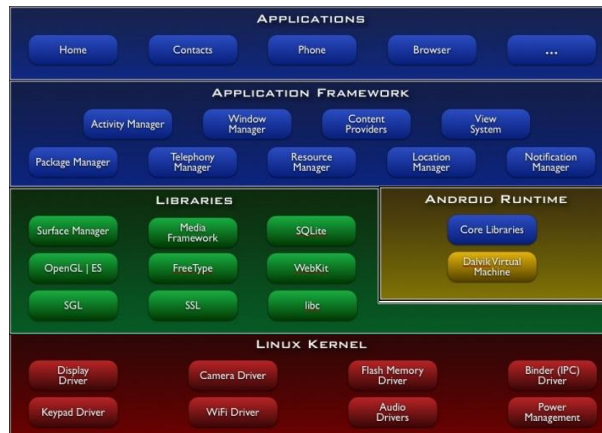 APPLICATIONS
Home
Contacts
Phone
Browser
...
APPLICATION FRAMEWORK
Activity Manager
Window
Manager
Content
Providers
View
System
Package Manager
Telephony
Manager
Resource
Manager
Location
Manager
Notification
Manager
LIBRARIES
Surface Manager
Media
Framework
SQLite
OpenGL | ES
FreeType
WebKit
SGL
SSL
libc
ANDROID RUNTIME
Core Libraries
Dalvik Virtual
Machine
LINUX KERNEL
Display
Driver
Camera Driver
Flash Memory
Driver
Binder (IPC)
Driver
Keypad Driver
WiFi Driver
Audio
Drivers
Power
Management